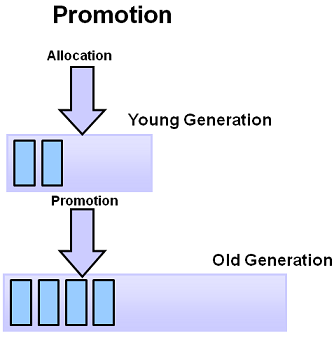 Promotion
Allocation
Young Generation
Promotion
Old Generation